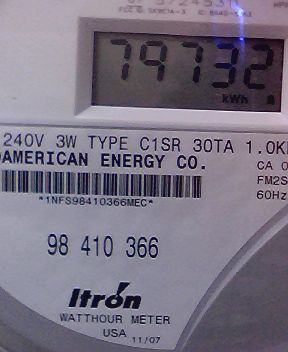 79732
kWh
240V 3W TYPE C1SR 30TA 1.0K
AMERICAN ENERGY CO.
CA 0
FM2S
60Hz
*1NFS98410366MEC*
98 410 366
Itron
WATTHOUR METER
USA 11/07